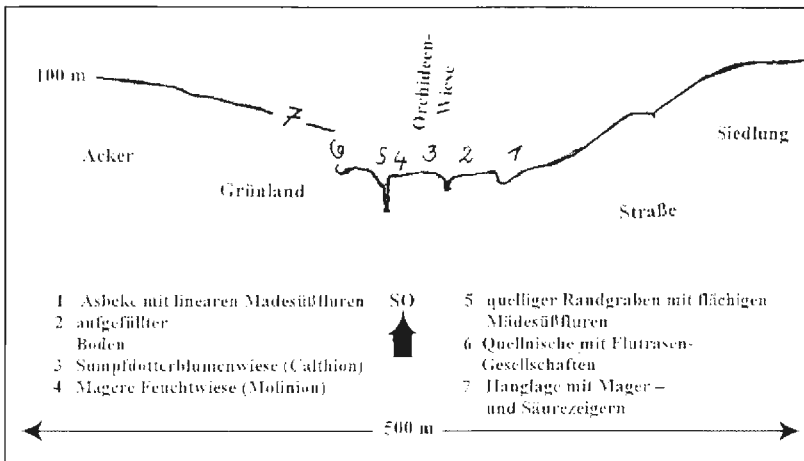 Orchideen-
Wiese
100 m
7
Acker
6
5
4
3
2
1
Siedlung
Grünland
Straße
1 Asbeke mit linearen Mädesüßfluren
2 aufgefüllter
Boden
3 Sumpfdotterblumenwiese (Calthion)
4 Magere Feuchtwiese (Molinion)
SO
5 quelliger Randgraben mit flächigen
Mädesüßfluren
6 Quellnische mit Flutrasen-
Gesellschaften
7 Hanglage mit Mager –
und Säurezeigern
500 m